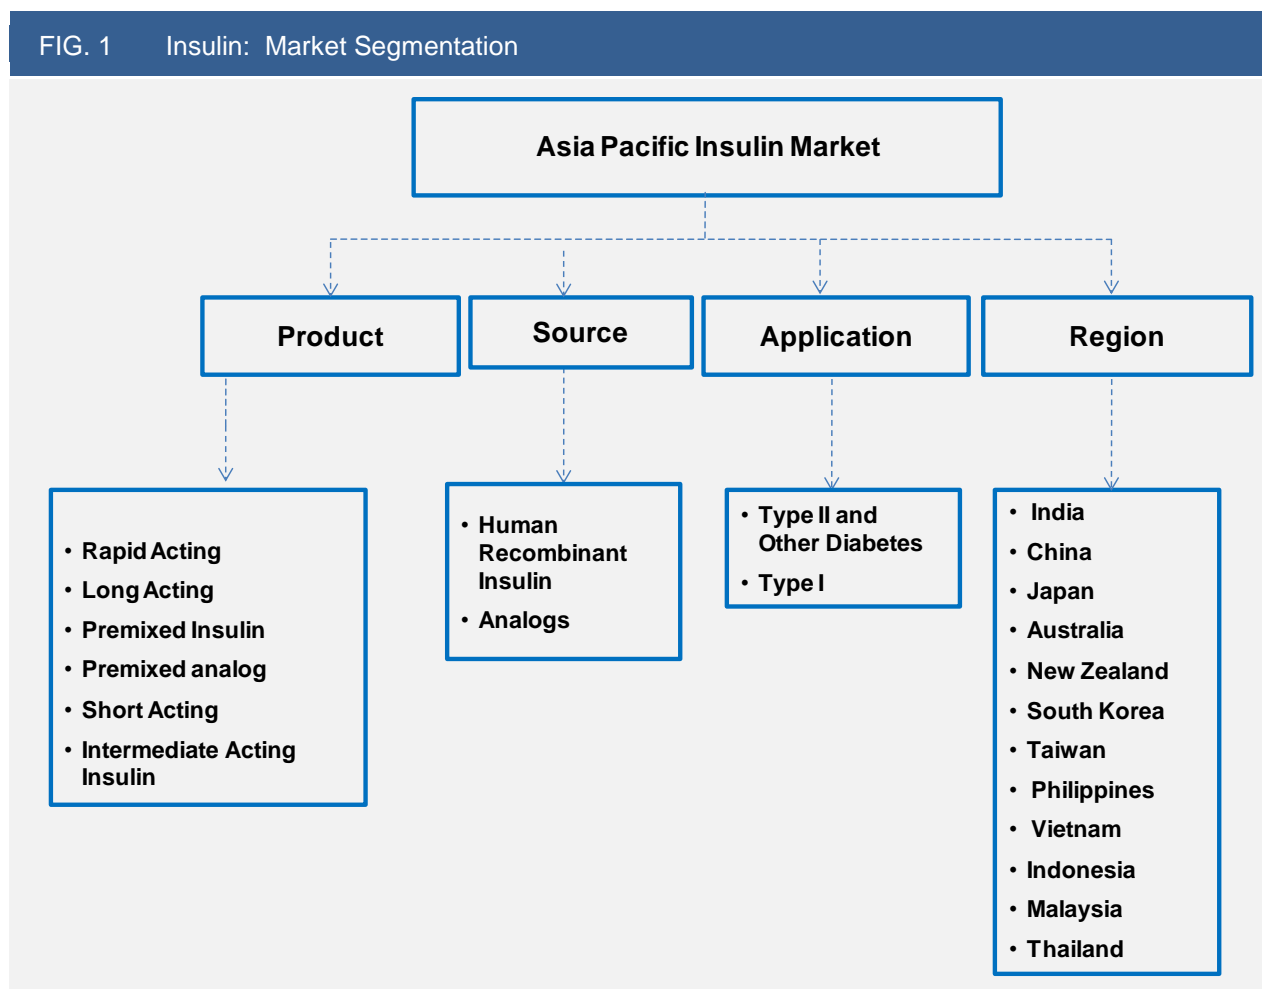 FIG. 1 Insulin: Market Segmentation
Asia Pacific Insulin Market
Product
Source
Application
Region
• Rapid Acting
• Long Acting
• Premixed Insulin
• Premixed analog
• Short Acting
• Intermediate Acting
Insulin
• Human
Recombinant
Insulin
• Analogs
• Type II and
Other Diabetes
• Type I
• India
• China
• Japan
• Australia
• New Zealand
• South Korea
• Taiwan
• Philippines
• Vietnam
• Indonesia
• Malaysia
• Thailand